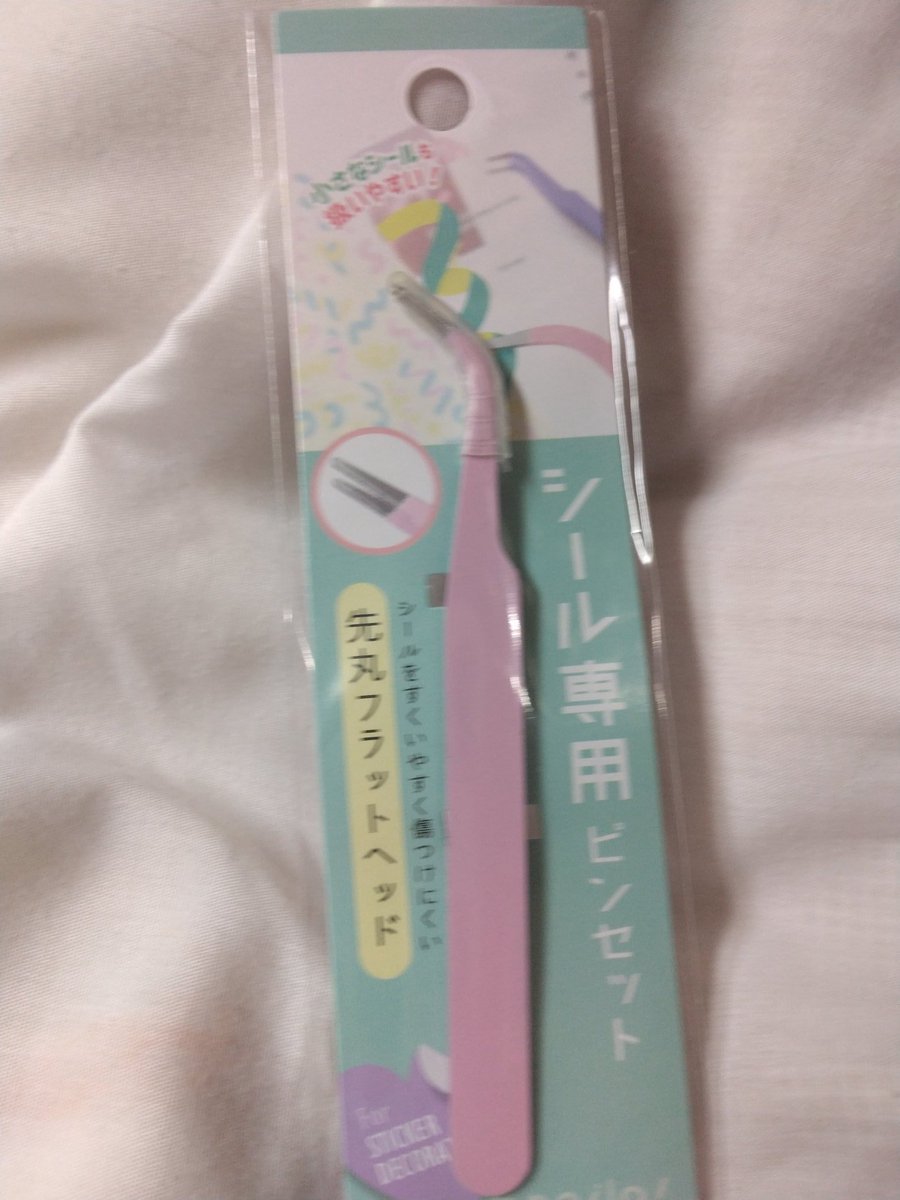 小さなシールも
扱いやすい！
シール専用ピンセット
シールをすくいやすく傷つけにくい
先丸フラットヘッド
For
STICKER